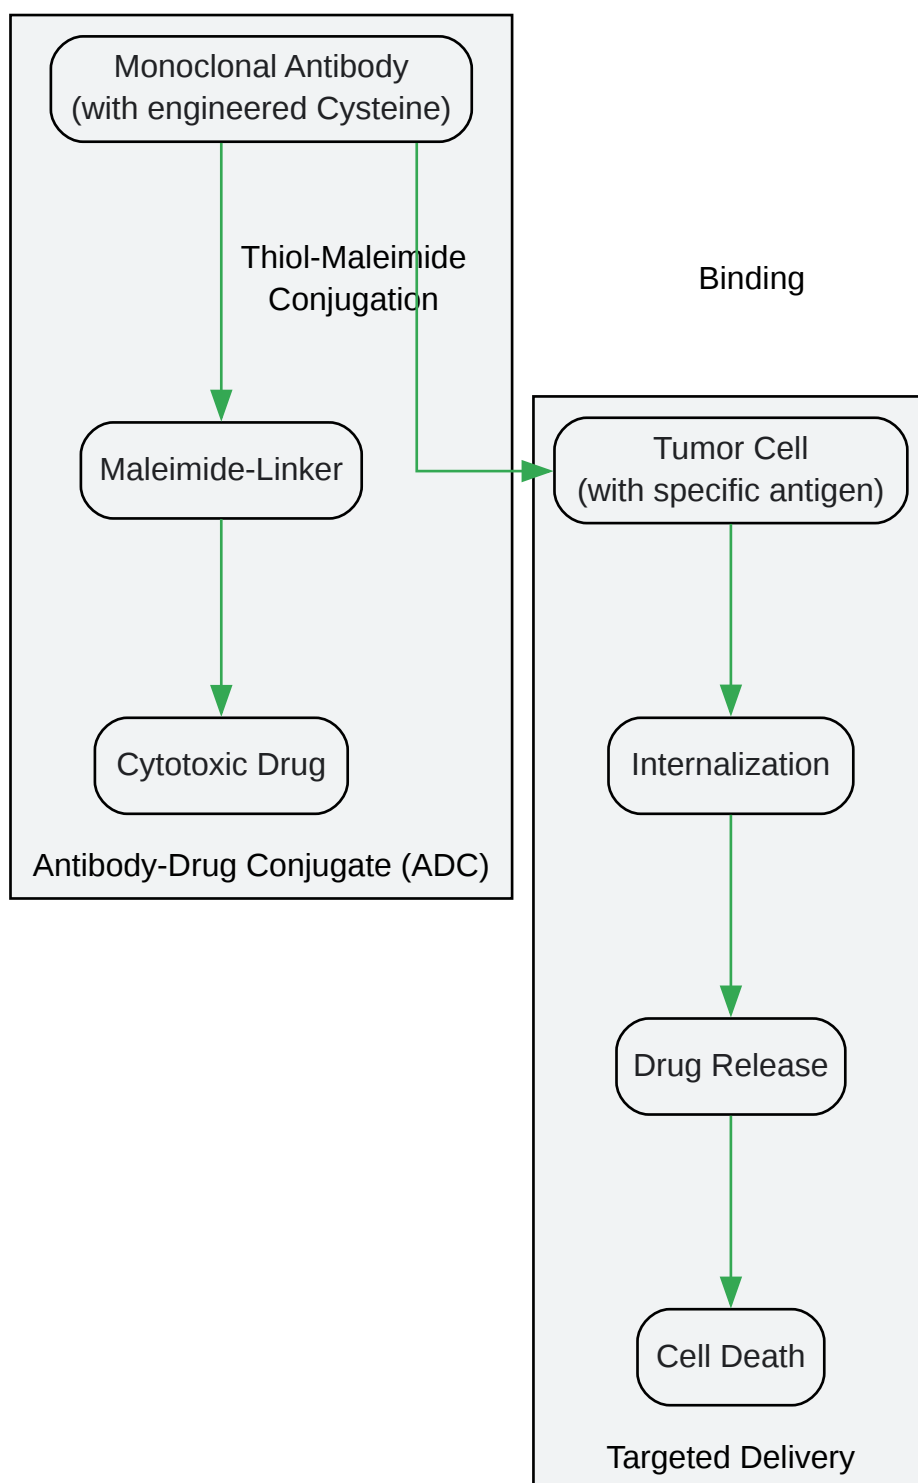 Monoclonal Antibody
(with engineered Cysteine)
Thiol-Maleimide
Conjugation
Binding
Maleimide-Linker
Tumor Cell
(with specific antigen)
Cytotoxic Drug
Internalization
Antibody-Drug Conjugate (ADC)
Drug Release
Cell Death
Targeted Delivery